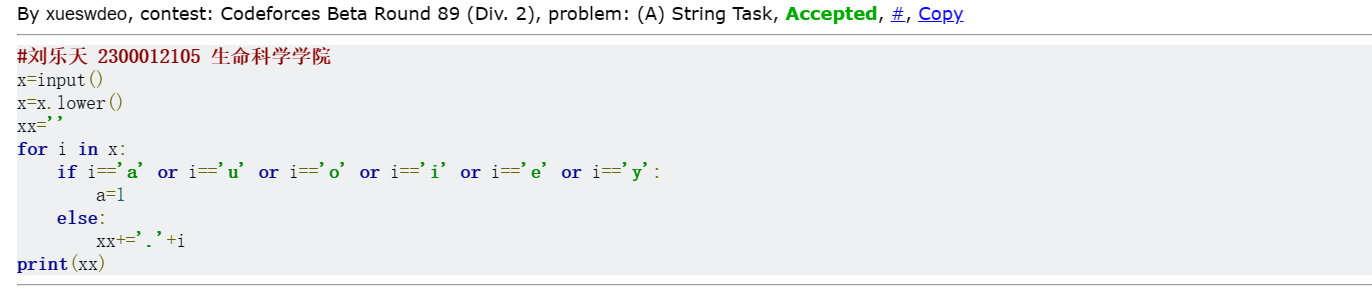 By xueswdeo, contest: Codeforces Beta Round 89 (Div. 2), problem: (A) String Task, Accepted, #, Copy
#刘乐天 2300012105 生命科学学院
x=input()
x=x.lower()
xx=''
for i in x:
    if i=='a' or i=='u' or i=='o' or i=='i' or i=='e' or i=='y':
        a=1
    else:
        xx+='.'+i
print(xx)